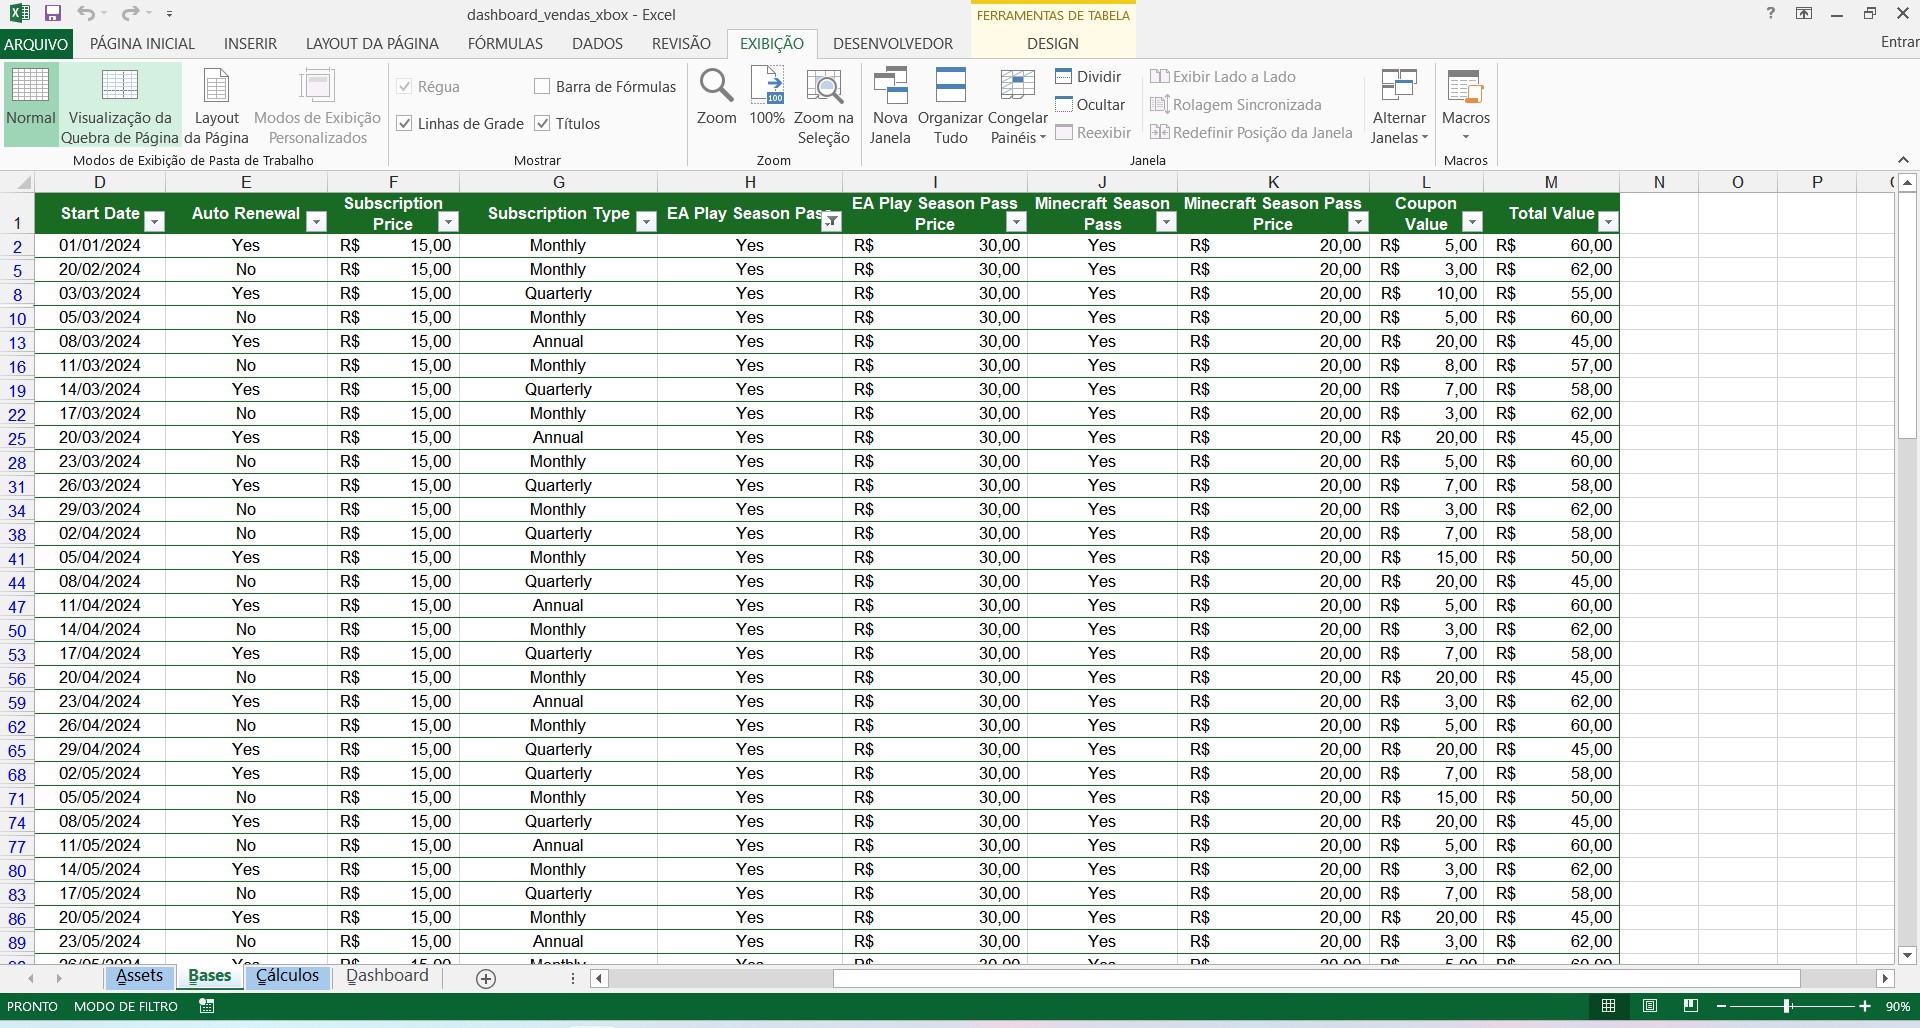 dashboard_vendas_xbox - Excel
FERRAMENTAS DE TABELA
ARQUIVO PÁGINA INICIAL INSERIR LAYOUT DA PÁGINA FÓRMULAS DADOS REVISÃO EXIBIÇÃO DESENVOLVEDOR DESIGN Entrar
Normal
Visualização da Quebra de Página
Layout da Página
Modos de Exibição Personalizados
Modos de Exibição de Pasta de Trabalho
Régua
Barra de Fórmulas
Linhas de Grade
Títulos
Mostrar
Zoom
100
100%
Zoom na Seleção
Zoom
Nova Janela
Organizar Tudo
Congelar Painéis
Dividir
Ocultar
Reexibir
Exibir Lado a Lado
Rolagem Sincronizada
Redefinir Posição da Janela
Alternar Janelas
Janela
Macros
Macros
D E F G H I J K L M N O P
1 Start Date Auto Renewal Subscription Price Subscription Type EA Play Season Pas EA Play Season Pass Price Minecraft Season Pass Minecraft Season Pass Price Coupon Value Total Value
2 01/01/2024 Yes R$ 15,00 Monthly Yes R$ 30,00 Yes R$ 20,00 R$ 5,00 R$ 60,00
5 20/02/2024 No R$ 15,00 Monthly Yes R$ 30,00 Yes R$ 20,00 R$ 3,00 R$ 62,00
8 03/03/2024 Yes R$ 15,00 Quarterly Yes R$ 30,00 Yes R$ 20,00 R$ 10,00 R$ 55,00
10 05/03/2024 No R$ 15,00 Monthly Yes R$ 30,00 Yes R$ 20,00 R$ 5,00 R$ 60,00
13 08/03/2024 Yes R$ 15,00 Annual Yes R$ 30,00 Yes R$ 20,00 R$ 20,00 R$ 45,00
16 11/03/2024 No R$ 15,00 Monthly Yes R$ 30,00 Yes R$ 20,00 R$ 8,00 R$ 57,00
19 14/03/2024 Yes R$ 15,00 Quarterly Yes R$ 30,00 Yes R$ 20,00 R$ 7,00 R$ 58,00
22 17/03/2024 No R$ 15,00 Monthly Yes R$ 30,00 Yes R$ 20,00 R$ 3,00 R$ 62,00
25 20/03/2024 Yes R$ 15,00 Annual Yes R$ 30,00 Yes R$ 20,00 R$ 20,00 R$ 45,00
28 23/03/2024 No R$ 15,00 Monthly Yes R$ 30,00 Yes R$ 20,00 R$ 5,00 R$ 60,00
31 26/03/2024 Yes R$ 15,00 Quarterly Yes R$ 30,00 Yes R$ 20,00 R$ 7,00 R$ 58,00
34 29/03/2024 No R$ 15,00 Monthly Yes R$ 30,00 Yes R$ 20,00 R$ 3,00 R$ 62,00
38 02/04/2024 No R$ 15,00 Quarterly Yes R$ 30,00 Yes R$ 20,00 R$ 7,00 R$ 58,00
41 05/04/2024 Yes R$ 15,00 Monthly Yes R$ 30,00 Yes R$ 20,00 R$ 15,00 R$ 50,00
44 08/04/2024 No R$ 15,00 Quarterly Yes R$ 30,00 Yes R$ 20,00 R$ 20,00 R$ 45,00
47 11/04/2024 Yes R$ 15,00 Annual Yes R$ 30,00 Yes R$ 20,00 R$ 5,00 R$ 60,00
50 14/04/2024 No R$ 15,00 Monthly Yes R$ 30,00 Yes R$ 20,00 R$ 3,00 R$ 62,00
53 17/04/2024 Yes R$ 15,00 Quarterly Yes R$ 30,00 Yes R$ 20,00 R$ 7,00 R$ 58,00
56 20/04/2024 No R$ 15,00 Monthly Yes R$ 30,00 Yes R$ 20,00 R$ 20,00 R$ 45,00
59 23/04/2024 Yes R$ 15,00 Annual Yes R$ 30,00 Yes R$ 20,00 R$ 3,00 R$ 62,00
62 26/04/2024 No R$ 15,00 Monthly Yes R$ 30,00 Yes R$ 20,00 R$ 5,00 R$ 60,00
65 29/04/2024 Yes R$ 15,00 Quarterly Yes R$ 30,00 Yes R$ 20,00 R$ 20,00 R$ 45,00
68 02/05/2024 Yes R$ 15,00 Quarterly Yes R$ 30,00 Yes R$ 20,00 R$ 7,00 R$ 58,00
71 05/05/2024 No R$ 15,00 Monthly Yes R$ 30,00 Yes R$ 20,00 R$ 15,00 R$ 50,00
74 08/05/2024 Yes R$ 15,00 Quarterly Yes R$ 30,00 Yes R$ 20,00 R$ 20,00 R$ 45,00
77 11/05/2024 No R$ 15,00 Annual Yes R$ 30,00 Yes R$ 20,00 R$ 5,00 R$ 60,00
80 14/05/2024 Yes R$ 15,00 Monthly Yes R$ 30,00 Yes R$ 20,00 R$ 3,00 R$ 62,00
83 17/05/2024 No R$ 15,00 Quarterly Yes R$ 30,00 Yes R$ 20,00 R$ 7,00 R$ 58,00
86 20/05/2024 Yes R$ 15,00 Monthly Yes R$ 30,00 Yes R$ 20,00 R$ 20,00 R$ 45,00
89 23/05/2024 No R$ 15,00 Annual Yes R$ 30,00 Yes R$ 20,00 R$ 3,00 R$ 62,00
Assets Bases Cálculos Dashboard
PRONTO MODO DE FILTRO 90%